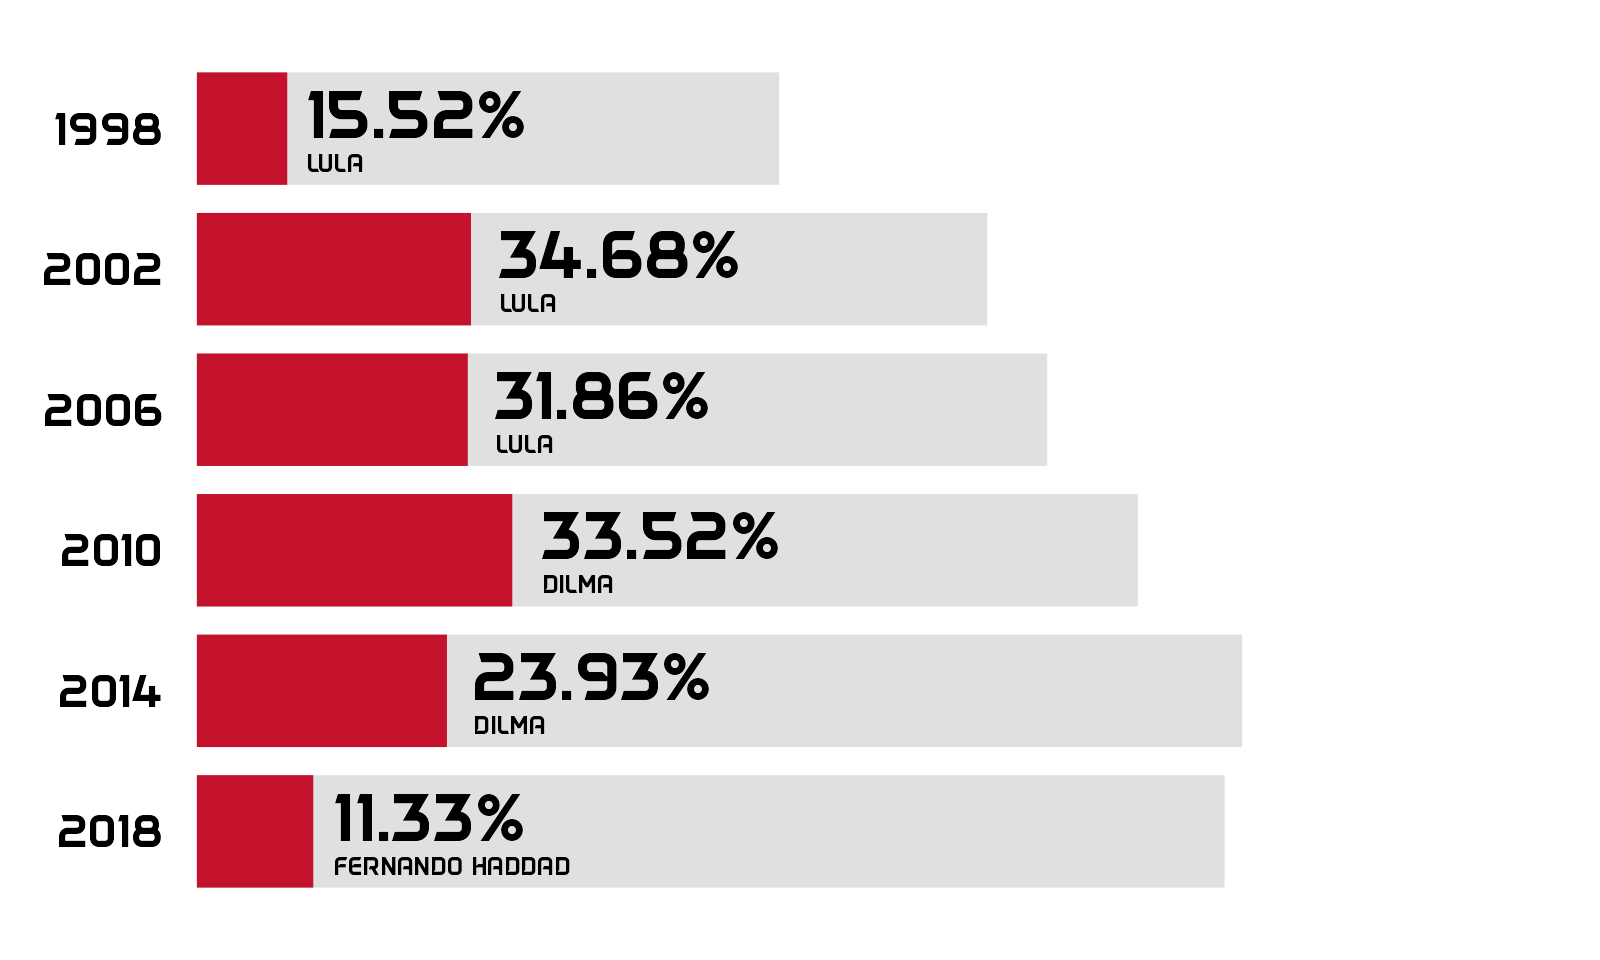 1998
15.52%
LULA
2002
34.68%
LULA
2006
31.86%
LULA
2010
33.52%
DILMA
2014
23.93%
DILMA
2018
11.33%
FERNANDO HADDAD